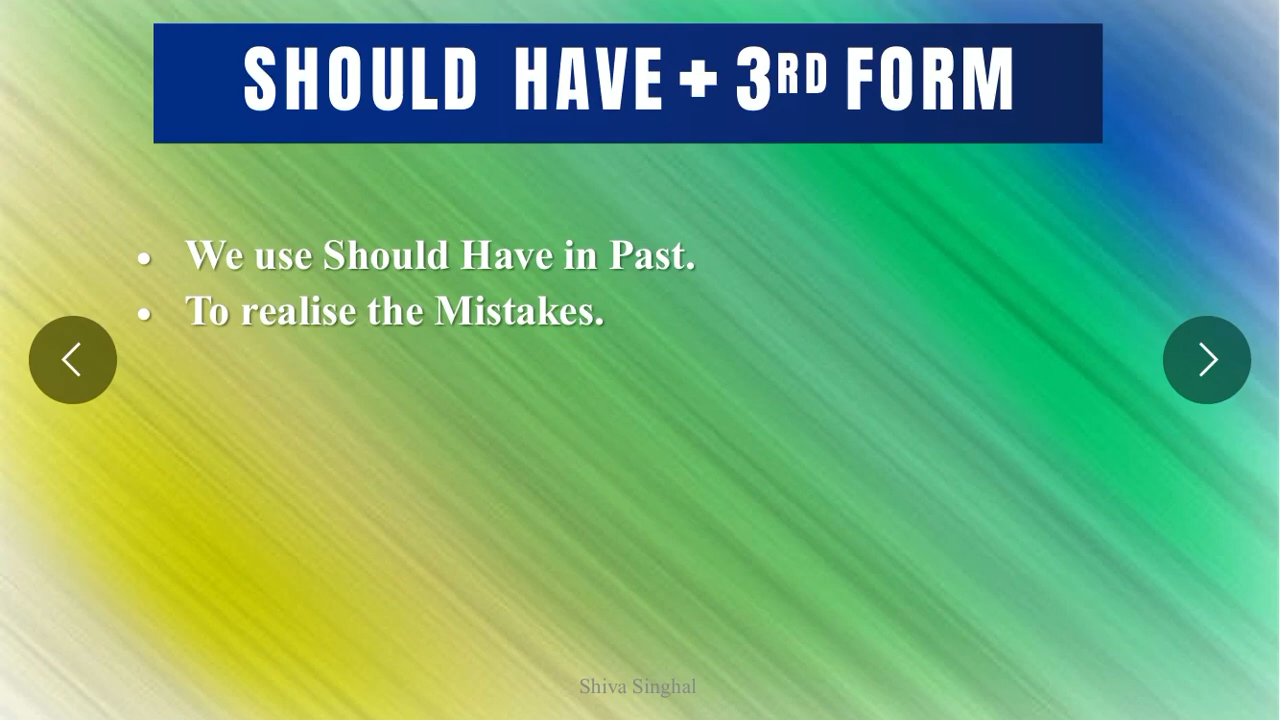 SHOULD HAVE + 3RD FORM
• We use Should Have in Past.
• To realise the Mistakes.
Shiva Singhal